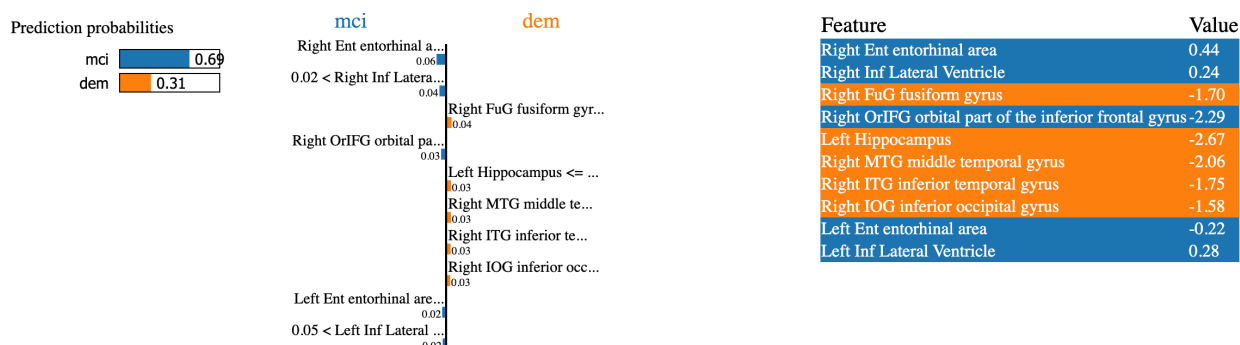 Prediction probabilities
mci 0.69
dem 0.31
mci dem
Right Ent entorhinal a...
0.06
0.02 < Right Inf Latera...
0.04
Right FuG fusiform gyr...
0.04
Right OrIFG orbital pa...
0.03
Left Hippocampus <= ...
0.03
Right MTG middle te...
0.03
Right ITG inferior te...
0.03
Right IOG inferior occ...
0.03
Left Ent entorhinal are...
0.02
0.05 < Left Inf Lateral ...
0.02
Feature Value
Right Ent entorhinal area 0.44
Right Inf Lateral Ventricle 0.24
Right FuG fusiform gyrus -1.70
Right OrIFG orbital part of the inferior frontal gyrus -2.29
Left Hippocampus -2.67
Right MTG middle temporal gyrus -2.06
Right ITG inferior temporal gyrus -1.75
Right IOG inferior occipital gyrus -1.58
Left Ent entorhinal area -0.22
Left Inf Lateral Ventricle 0.28